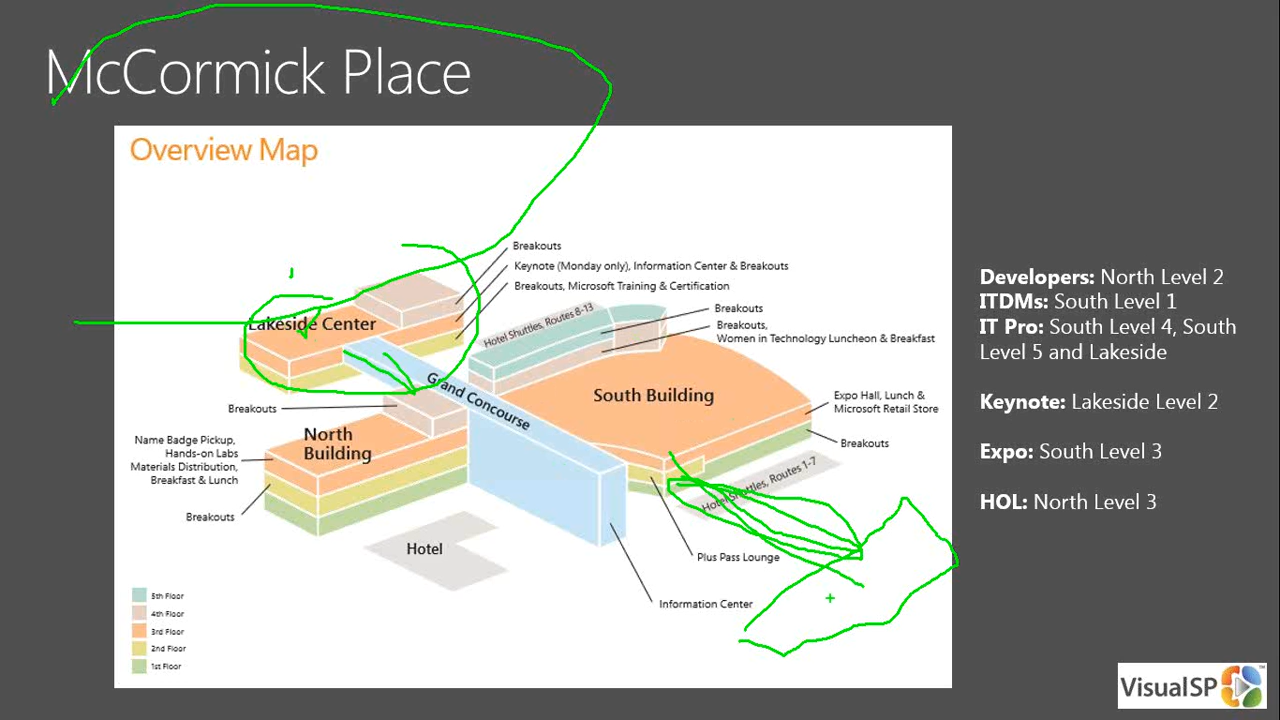 McCormick Place
Overview Map
Breakouts
Keynote (Monday only), Information Center & Breakouts
Breakouts, Microsoft Training & Certification
Lakeside Center
Hotel Shuttles, Routes 8-13
Breakouts
Breakouts,
Women in Technology Luncheon & Breakfast
Grand Concourse
South Building
Expo Hall, Lunch &
Microsoft Retail Store
Breakouts
Breakouts
North
Building
Name Badge Pickup,
Hands-on Labs
Materials Distribution,
Breakfast & Lunch
Breakouts
Hotel Shuttles, Routes 1-7
Hotel
Plus Pass Lounge
Information Center
5th Floor
4th Floor
3rd Floor
2nd Floor
1st Floor
Developers: North Level 2
ITDMs: South Level 1
IT Pro: South Level 4, South
Level 5 and Lakeside
Keynote: Lakeside Level 2
Expo: South Level 3
HOL: North Level 3
VisualSP